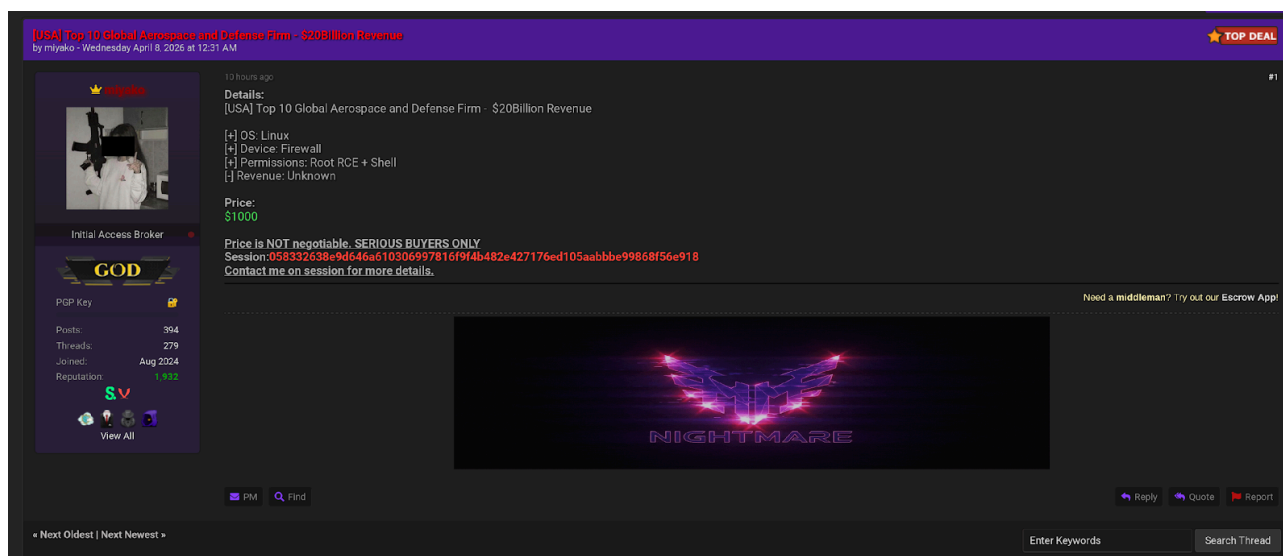 [USA] Top 10 Global Aerospace and Defense Firm - $20Billion Revenue
by miyako - Wednesday April 8, 2026 at 12:31 AM
TOP DEAL
miyako
Initial Access Broker
GOD
PGP Key
Posts: 394
Threads: 279
Joined: Aug 2024
Reputation: 1,932
View All
10 hours ago
#1
Details:
[USA] Top 10 Global Aerospace and Defense Firm - $20Billion Revenue
[+] OS: Linux
[+] Device: Firewall
[+] Permissions: Root RCE + Shell
[-] Revenue: Unknown
Price:
$1000
Price is NOT negotiable. SERIOUS BUYERS ONLY
Session:058332638e9d646a610306997816f9f4b482e427176ed105aabbbe99868f56e918
Contact me on session for more details.
Need a middleman? Try out our Escrow App!
NIGHTMARE
PM
Find
Reply
Quote
Report
« Next Oldest | Next Newest »
Enter Keywords
Search Thread